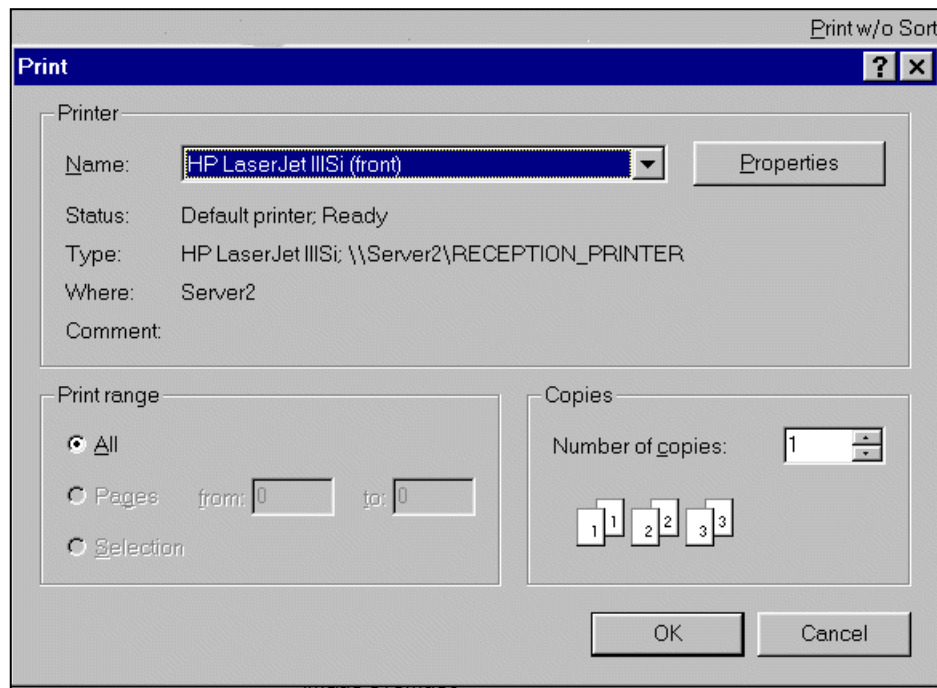 Print w/o Sort
Print
Printer
Name: HP LaserJet IIISi (front) Properties
Status: Default printer; Ready
Type: HP LaserJet IIISi; \\Server2\RECEPTION_PRINTER
Where: Server2
Comment:
Print range
All
Pages from: 0 to: 0
Selection
Copies
Number of copies: 1
1 1 2 2 3 3
OK Cancel